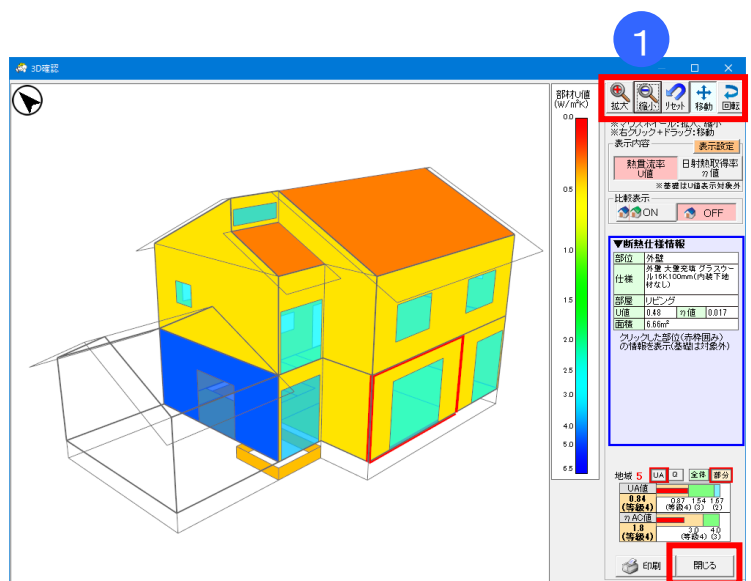 1
3D確認
部材U値
(W/㎡K)
0.0
0.5
1.0
1.5
2.0
2.5
3.0
4.0
5.0
6.5
拡大 縮小 リセット 移動 回転
※マウスホイール:拡大、縮小
※右クリック+ドラッグ:移動
表示内容 表示設定
熱貫流率
U値
日射熱取得率
η値
※基礎はU値表示対象外
比較表示
ON OFF
▼断熱仕様情報
部位 外壁
仕様 外壁 大壁充填 グラスウー
ル16K100mm(内装下地
材なし)
部屋 リビング
U値 0.48 η値 0.017
面積 6.66㎡
クリックした部位(赤枠囲み)
の情報を表示(基礎は対象外)
地域 5 UA Q 全体 部分
UA値
0.84
(等級4)
0.87 1.54 1.67
(等級4) (3) (2)
ηAC値
1.8
(等級4)
3.0 4.0
(等級4) (3)
印刷 閉じる